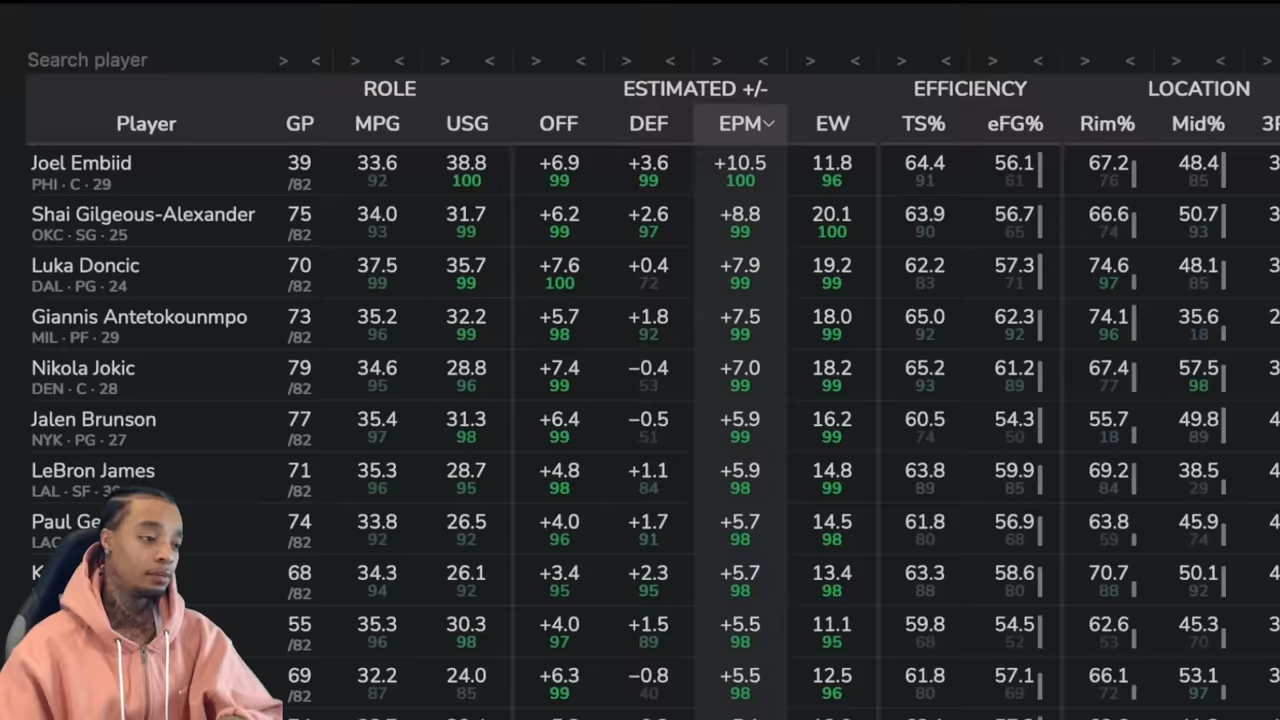 Search player > < > < > < > < > < > < > < > < > < > < > < >
ROLE ESTIMATED +/- EFFICIENCY LOCATION
Player GP MPG USG OFF DEF EPM EW TS% eFG% Rim% Mid%
Joel Embiid 39 33.6 38.8 +6.9 +3.6 +10.5 11.8 64.4 56.1 67.2 48.4
PHI · C · 29 /82 92 100 99 99 100 96 91 61 76 85
Shai Gilgeous-Alexander 75 34.0 31.7 +6.2 +2.6 +8.8 20.1 63.9 56.7 66.6 50.7
OKC · SG · 25 /82 93 99 99 97 99 100 90 65 74 93
Luka Doncic 70 37.5 35.7 +7.6 +0.4 +7.9 19.2 62.2 57.3 74.6 48.1
DAL · PG · 24 /82 99 99 100 72 99 99 83 71 97 85
Giannis Antetokounmpo 73 35.2 32.2 +5.7 +1.8 +7.5 18.0 65.0 62.3 74.1 35.6
MIL · PF · 29 /82 96 99 98 92 99 99 92 92 96 18
Nikola Jokic 79 34.6 28.8 +7.4 −0.4 +7.0 18.2 65.2 61.2 67.4 57.5
DEN · C · 28 /82 95 96 99 53 99 99 93 89 77 98
Jalen Brunson 77 35.4 31.3 +6.4 −0.5 +5.9 16.2 60.5 54.3 55.7 49.8
NYK · PG · 27 /82 97 98 99 51 99 99 74 50 18 89
LeBron James 71 35.3 28.7 +4.8 +1.1 +5.9 14.8 63.8 59.9 69.2 38.5
LAL · SF /82 96 95 98 84 98 99 89 85 84 29
Paul 74 33.8 26.5 +4.0 +1.7 +5.7 14.5 61.8 56.9 63.8 45.9
LAC /82 92 92 96 91 98 98 80 68 59 74
68 34.3 26.1 +3.4 +2.3 +5.7 13.4 63.3 58.6 70.7 50.1
/82 94 92 95 95 98 98 88 80 88 92
55 35.3 30.3 +4.0 +1.5 +5.5 11.1 59.8 54.5 62.6 45.3
/82 96 98 97 89 98 95 68 52 53 70
69 32.2 24.0 +6.3 −0.8 +5.5 12.5 61.8 57.1 66.1 53.1
/82 87 85 99 40 98 96 80 69 72 97